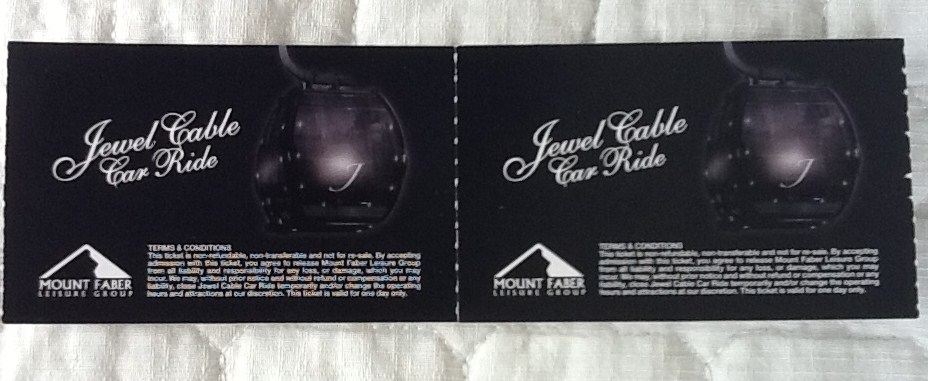 Jewel Cable
Car Ride
J
MOUNT FABER
LEISURE GROUP
TERMS & CONDITIONS
This ticket is non-refundable, non-transferable and not for re-sale. By accepting
admission with this ticket, you agree to release Mount Faber Leisure Group
from all liability and responsibility for any loss, or damage, which you may
incur. We may, without prior notice and without refund or compensation or any
liability, close Jewel Cable Car Ride temporarily and/or change the operating
hours and attractions at our discretion. This ticket is valid for one day only.
Jewel Cable
Car Ride
J
MOUNT FABER
LEISURE GROUP
TERMS & CONDITIONS
This ticket is non-refundable, non-transferable and not for re-sale. By accepting
admission with this ticket, you agree to release Mount Faber Leisure Group
from all liability and responsibility for any loss, or damage, which you may
incur. We may, without prior notice and without refund or compensation or any
liability, close Jewel Cable Car Ride temporarily and/or change the operating
hours and attractions at our discretion. This ticket is valid for one day only.